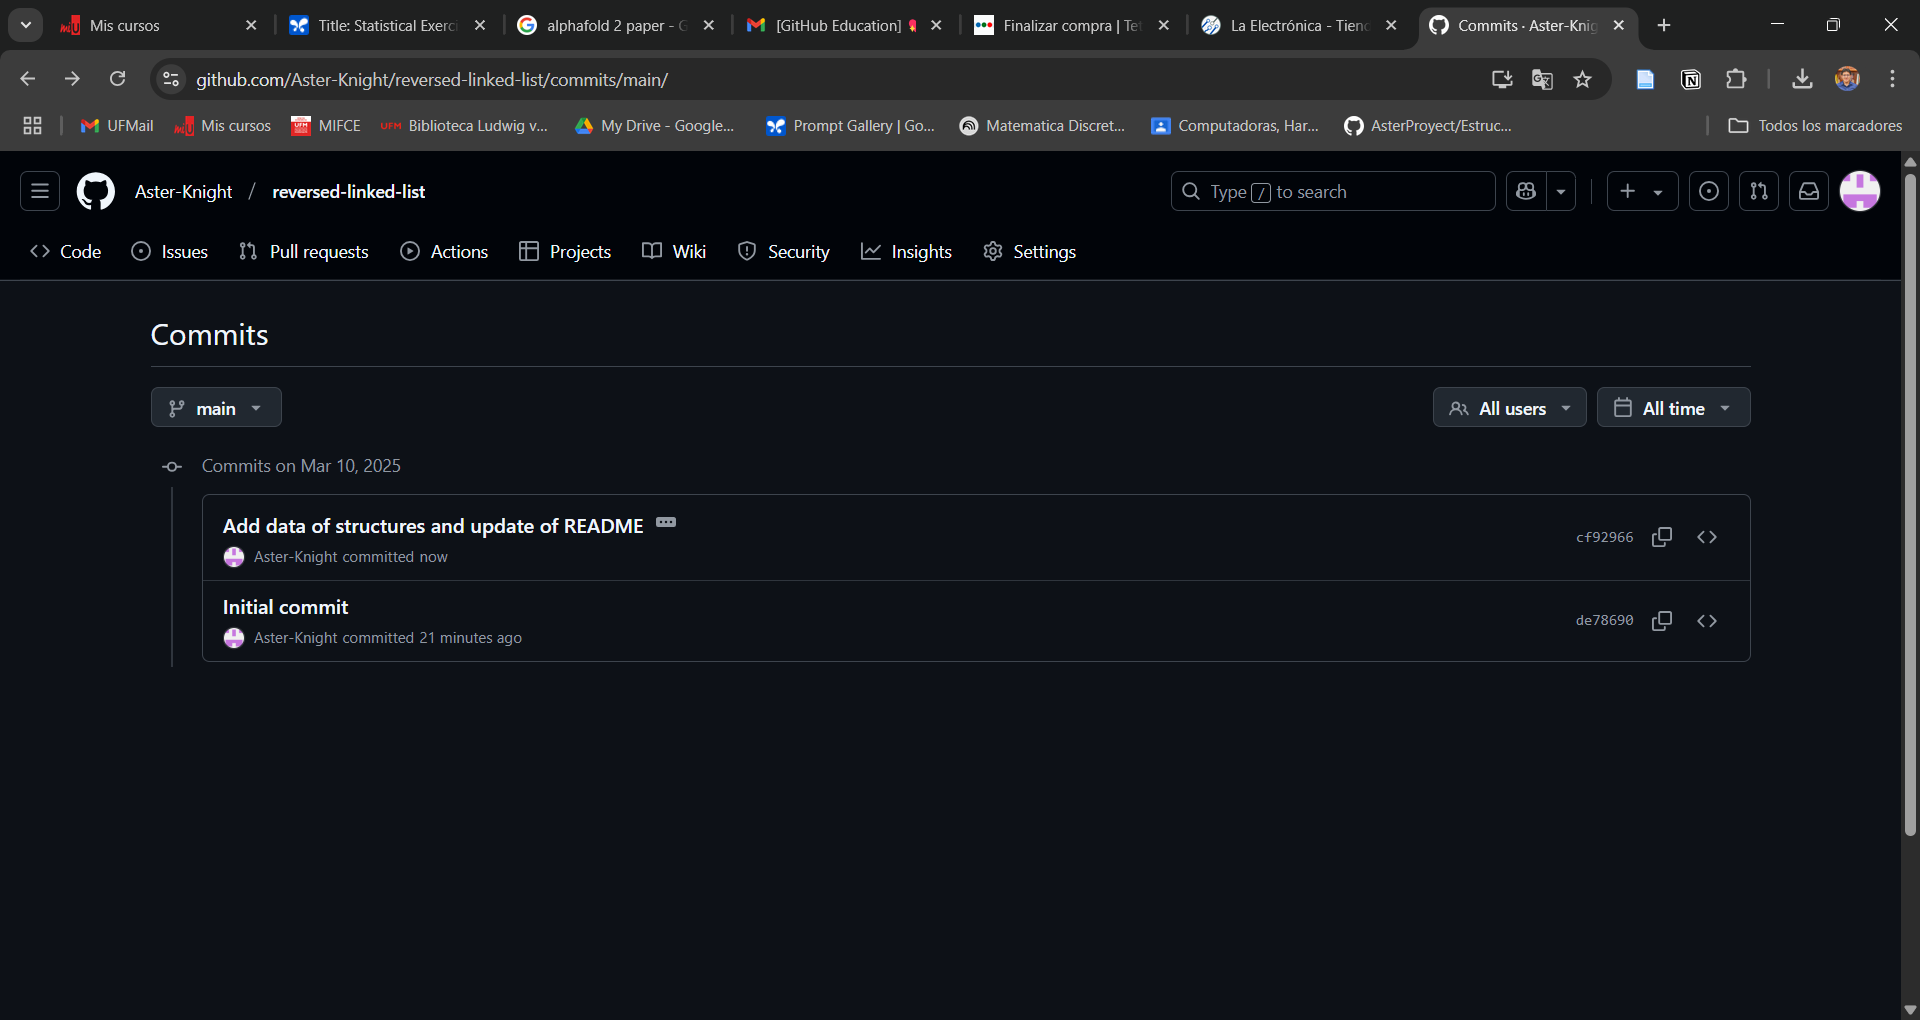 Mis cursos
Title: Statistical Exerci
alphafold 2 paper - G
[GitHub Education]
Finalizar compra | Tet
La Electrónica - Tiend
Commits · Aster-Knig
github.com/Aster-Knight/reversed-linked-list/commits/main/
UFMail
Mis cursos
UFM
MIFCE
UFM
Biblioteca Ludwig v...
My Drive - Google...
Prompt Gallery | Go...
Matematica Discret...
Computadoras, Har...
AsterProyect/Estruc...
Todos los marcadores
Aster-Knight / reversed-linked-list
Type / to search
Code
Issues
Pull requests
Actions
Projects
Wiki
Security
Insights
Settings
Commits
main
All users
All time
Commits on Mar 10, 2025
Add data of structures and update of README
cf92966
Aster-Knight committed now
Initial commit
de78690
Aster-Knight committed 21 minutes ago